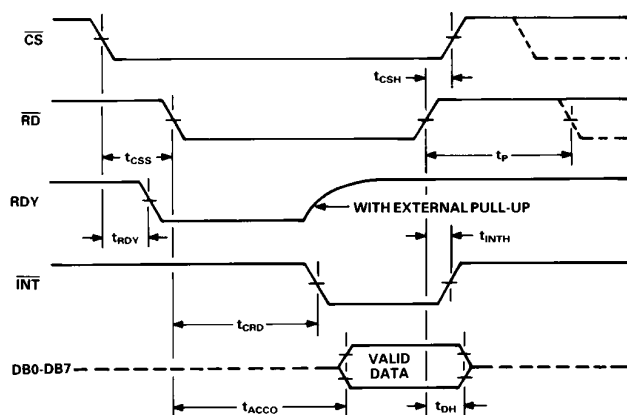 CS
tCSH
RD
tCSS
tP
RDY
WITH EXTERNAL PULL-UP
tRDY
tINTH
INT
tCRD
DB0-DB7
VALID
DATA
tACCO
tDH